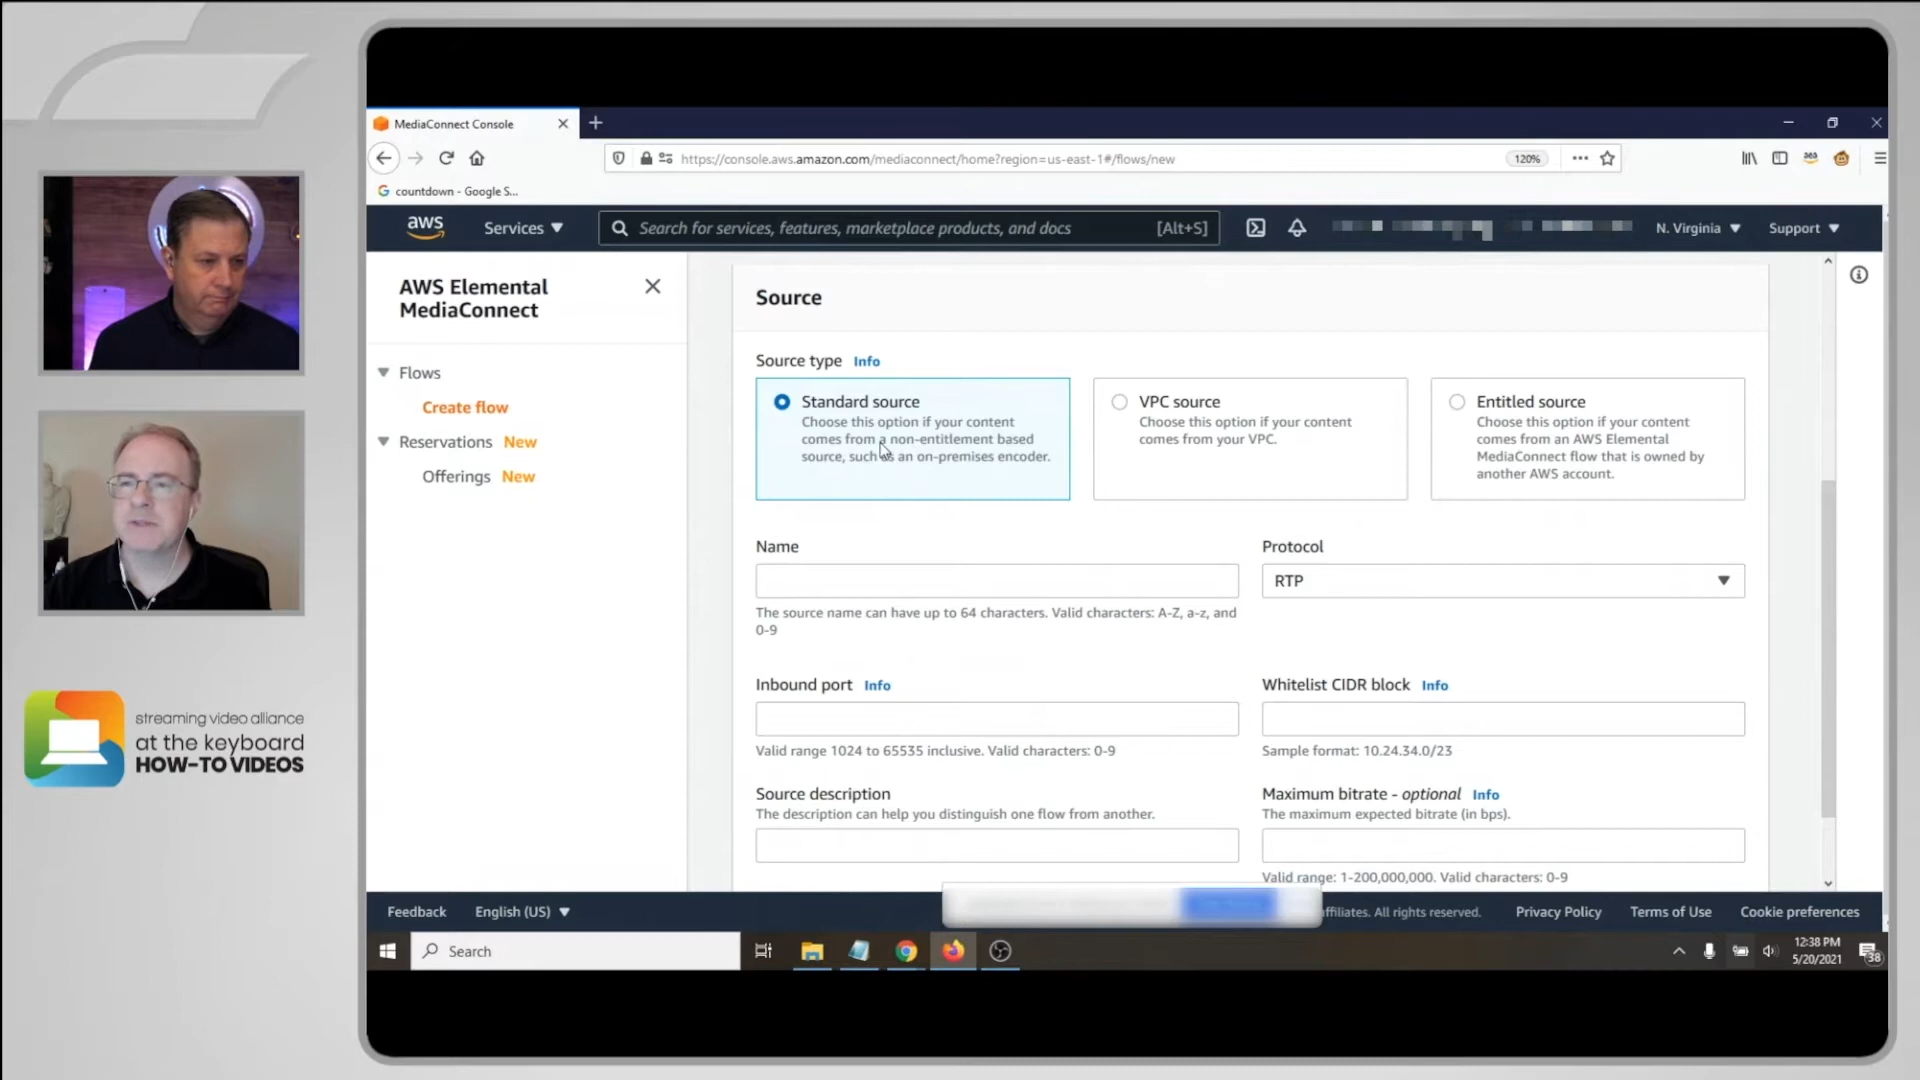 MediaConnect Console
https://console.aws.amazon.com/mediaconnect/home?region=us-east-1#/flows/new
120%
countdown - Google S...
aws
Services
Search for services, features, marketplace products, and docs
[Alt+S]
N. Virginia
Support
AWS Elemental
MediaConnect
Flows
Create flow
Reservations New
Offerings New
Source
Source type Info
Standard source
Choose this option if your content
comes from a non-entitlement based
source, such as an on-premises encoder.
VPC source
Choose this option if your content
comes from your VPC.
Entitled source
Choose this option if your content
comes from an AWS Elemental
MediaConnect flow that is owned by
another AWS account.
Name
The source name can have up to 64 characters. Valid characters: A-Z, a-z, and
0-9
Protocol
RTP
Inbound port Info
Valid range 1024 to 65535 inclusive. Valid characters: 0-9
Whitelist CIDR block Info
Sample format: 10.24.34.0/23
Source description
The description can help you distinguish one flow from another.
Maximum bitrate - optional Info
The maximum expected bitrate (in bps).
Valid range: 1-200,000,000. Valid characters: 0-9
Feedback
English (US)
affiliates. All rights reserved.
Privacy Policy
Terms of Use
Cookie preferences
Search
12:38 PM
5/20/2021
38
streaming video alliance
at the keyboard
HOW-TO VIDEOS